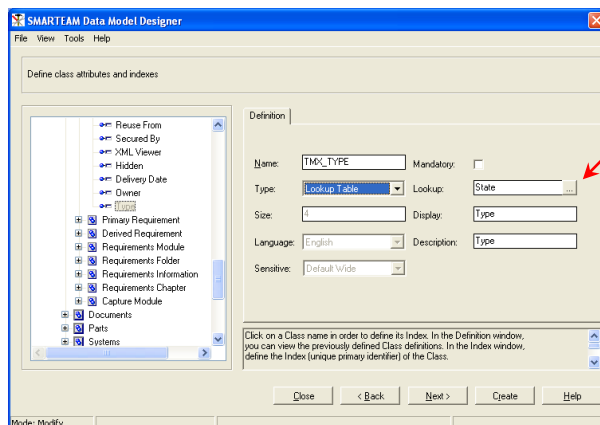 SMARTEAM Data Model Designer
File View Tools Help
Define class attributes and indexes
Reuse From
Secured By
XML Viewer
Hidden
Delivery Date
Owner
Type
Primary Requirement
Derived Requirement
Requirements Module
Requirements Folder
Requirements Information
Requirements Chapter
Capture Module
Documents
Parts
Systems
Definition
Name: TMX_TYPE Mandatory:
Type: Lookup Table Lookup: State ...
Size: 4 Display: Type
Language: English Description: Type
Sensitive: Default Wide
Click on a Class name in order to define its Index. In the Definition window,
you can view the previously defined Class definitions. In the Index window,
define the Index (unique primary identifier) of the Class.
Close < Back Next > Create Help
Mode: Modify